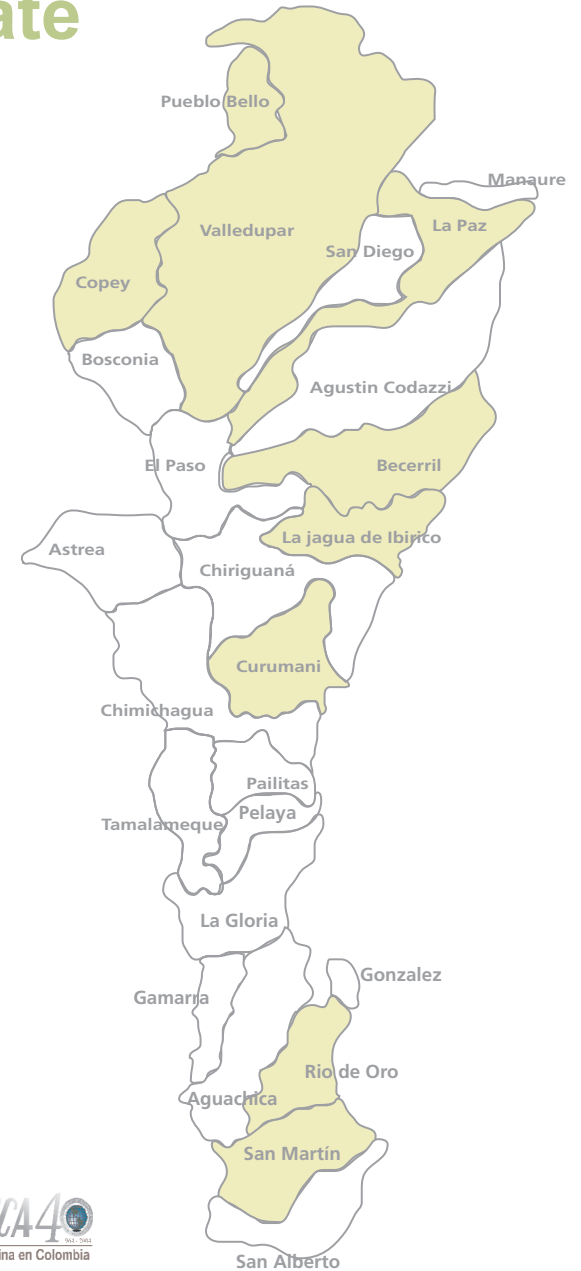 ate
Pueblo Bello
Manaure
La Paz
Valledupar
San Diego
Copey
Bosconia
Agustin Codazzi
El Paso
Becerril
La jagua de Ibirico
Astrea
Chiriguaná
Curumani
Chimichagua
Pailitas
Pelaya
Tamalameque
La Gloria
Gonzalez
Gamarra
Rio de Oro
Aguachica
San Martín
CA40
ina en Colombia
San Alberto